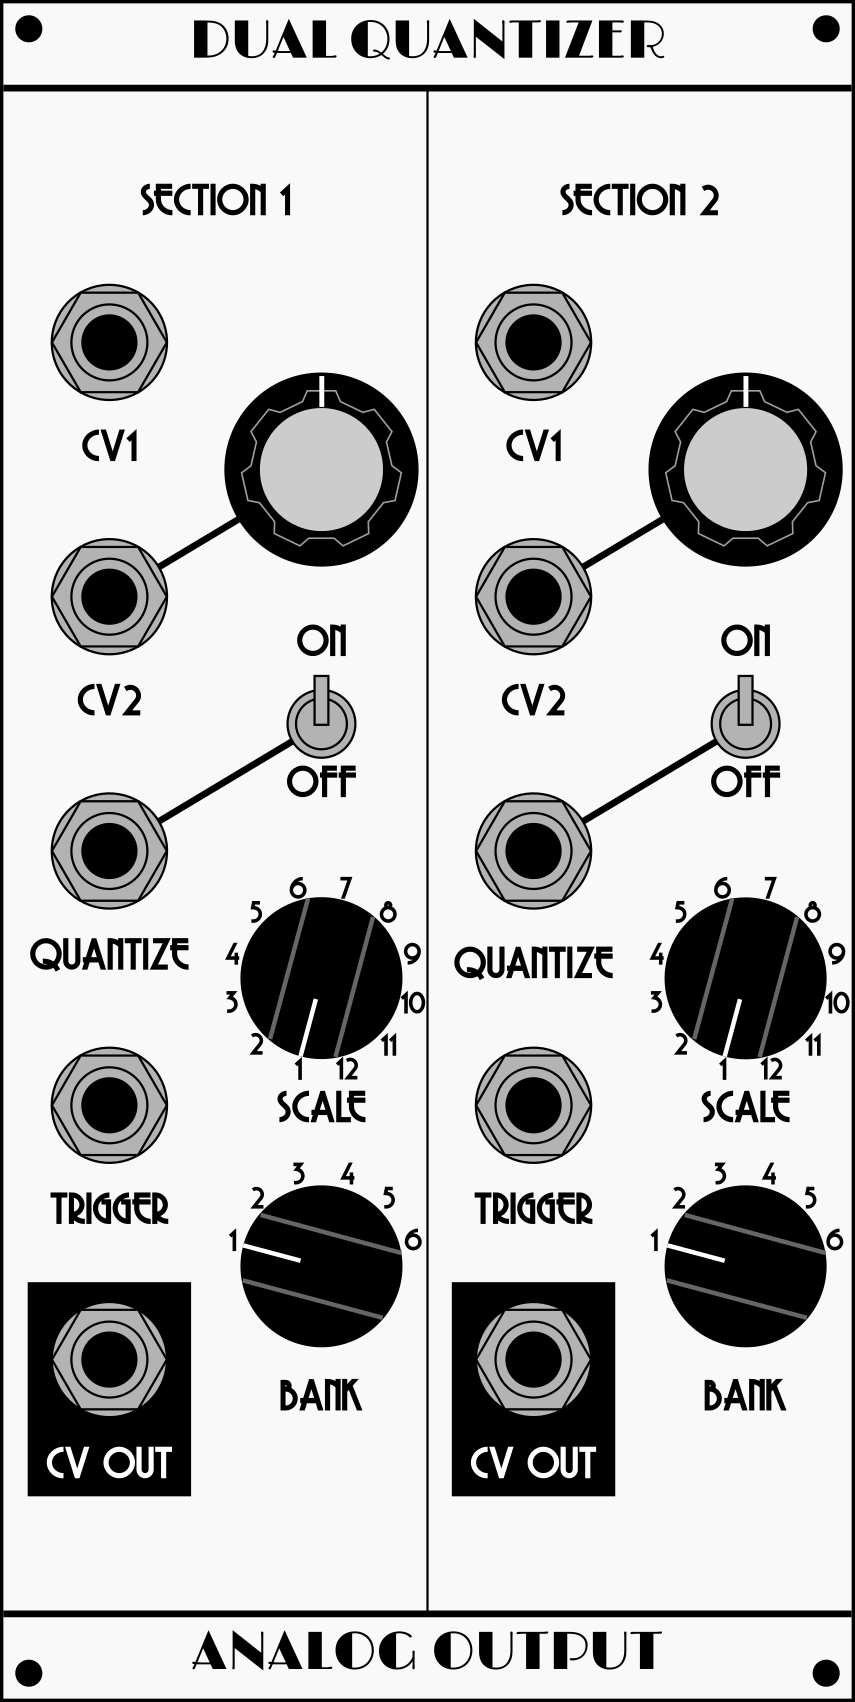 DUAL QUANTIZER
SECTION 1
CV1
CV2
ON
OFF
QUANTIZE
6 7
5 8
4 9
3 10
2 11
1 12
SCALE
TRIGGER
3 4
2 5
1 6
BANK
CV OUT
SECTION 2
CV1
CV2
ON
OFF
QUANTIZE
6 7
5 8
4 9
3 10
2 11
1 12
SCALE
TRIGGER
3 4
2 5
1 6
BANK
CV OUT
ANALOG OUTPUT